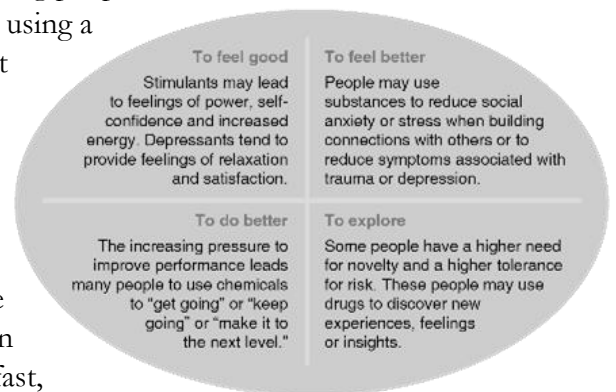 using a
t
To feel good
Stimulants may lead
to feelings of power, self-
confidence and increased
energy. Depressants tend to
provide feelings of relaxation
and satisfaction.
To feel better
People may use
substances to reduce social
anxiety or stress when building
connections with others or to
reduce symptoms associated with
trauma or depression.
To do better
The increasing pressure to
improve performance leads
many people to use chemicals
to “get going” or “keep
going” or “make it to
the next level.”
To explore
Some people have a higher need
for novelty and a higher tolerance
for risk. These people may use
drugs to discover new
experiences, feelings
or insights.
e
n
fast,